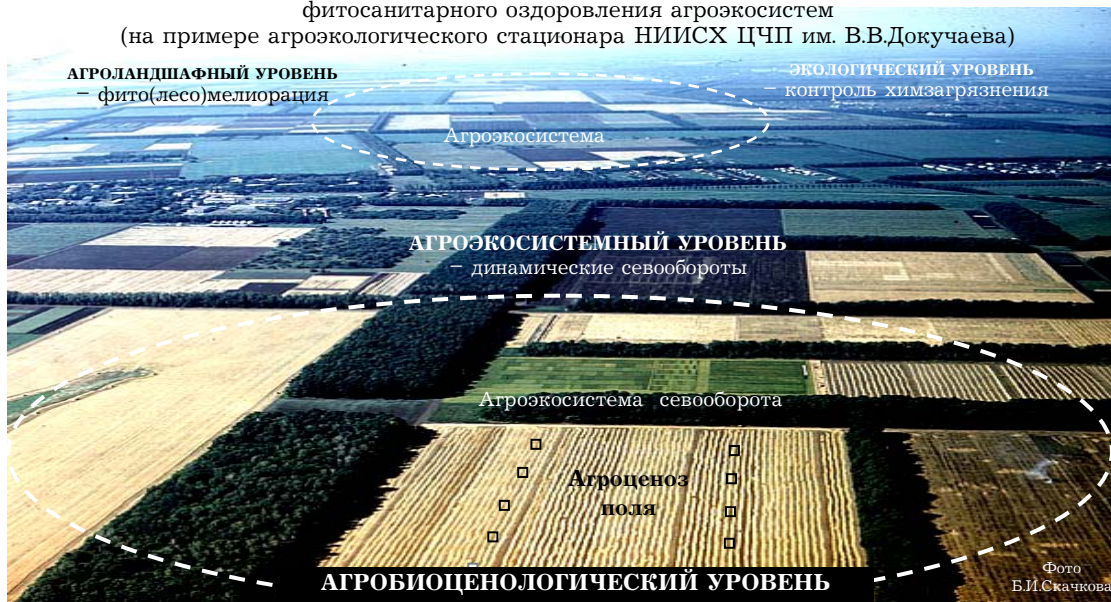 фитосанитарного оздоровления агроэкосистем
(на примере агроэкологического стационара НИИСХ ЦЧП им. В.В.Докучаева)
АГРОЛАНДШАФНЫЙ УРОВЕНЬ
– фито(лесо)мелиорация
ЭКОЛОГИЧЕСКИЙ УРОВЕНЬ
– контроль химзагрязнения
Агроэкосистема
АГРОЭКОСИСТЕМНЫЙ УРОВЕНЬ
– динамические севообороты
Агроэкосистема севооборота
Агроценоз
поля
АГРОБИОЦЕНОЛОГИЧЕСКИЙ УРОВЕНЬ
Фото
Б.И.Скачкова